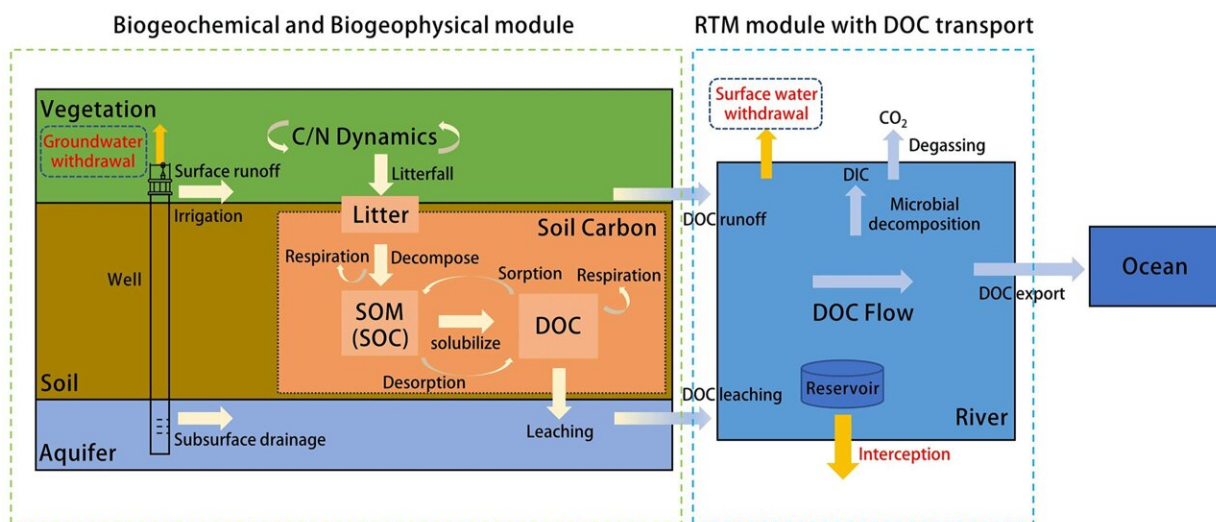 Biogeochemical and Biogeophysical module
RTM module with DOC transport
Vegetation
Groundwater
withdrawal
Surface runoff
Irrigation
C/N Dynamics
Litterfall
Litter
Soil Carbon
Respiration
Decompose
Sorption
Respiration
Well
SOM
(SOC)
solubilize
DOC
Desorption
Soil
Leaching
Subsurface drainage
Aquifer
Surface water
withdrawal
CO₂
Degassing
DIC
Microbial
decomposition
DOC runoff
DOC Flow
DOC export
Ocean
DOC leaching
Reservoir
River
Interception